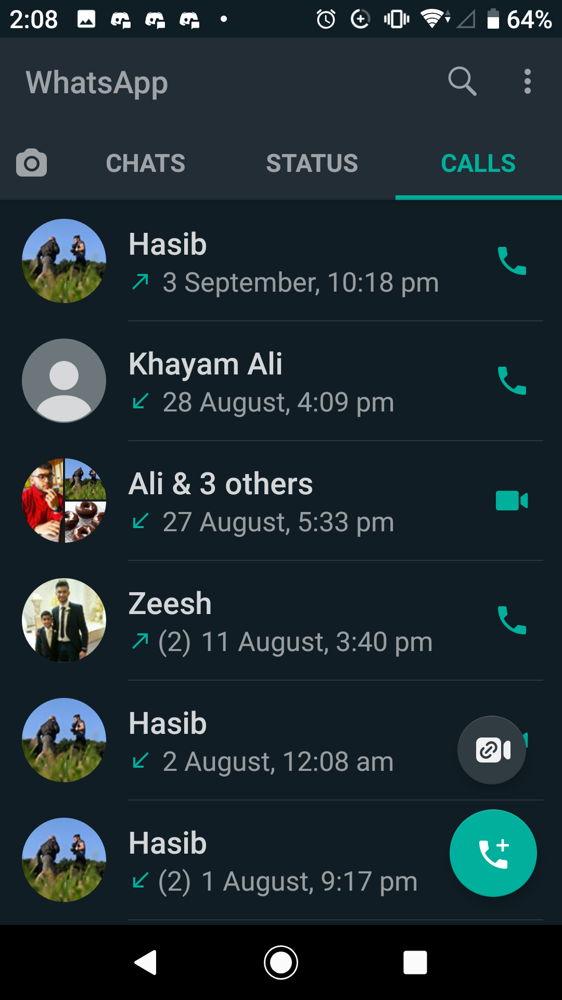 2:08
64%
WhatsApp
CHATS
STATUS
CALLS
Hasib
3 September, 10:18 pm
Khayam Ali
28 August, 4:09 pm
Ali & 3 others
27 August, 5:33 pm
Zeesh
(2) 11 August, 3:40 pm
Hasib
2 August, 12:08 am
Hasib
(2) 1 August, 9:17 pm